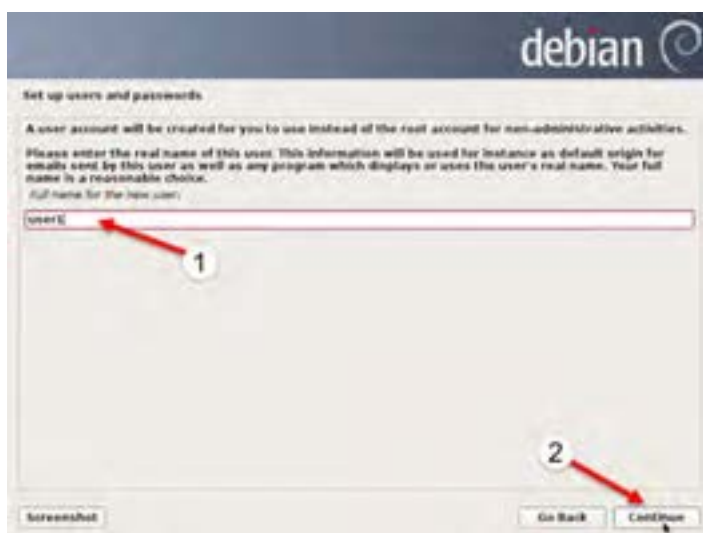 debian
Set up users and passwords
A user account will be created for you to use instead of the root account for non-administrative activities.
Please enter the real name of this user. This information will be used for instance as default origin for
emails sent by this user as well as any program which displays or uses the user's real name. Your full
name is a reasonable choice.
Full name for the new user:
user1
1
2
Screenshot
Go Back
Continue